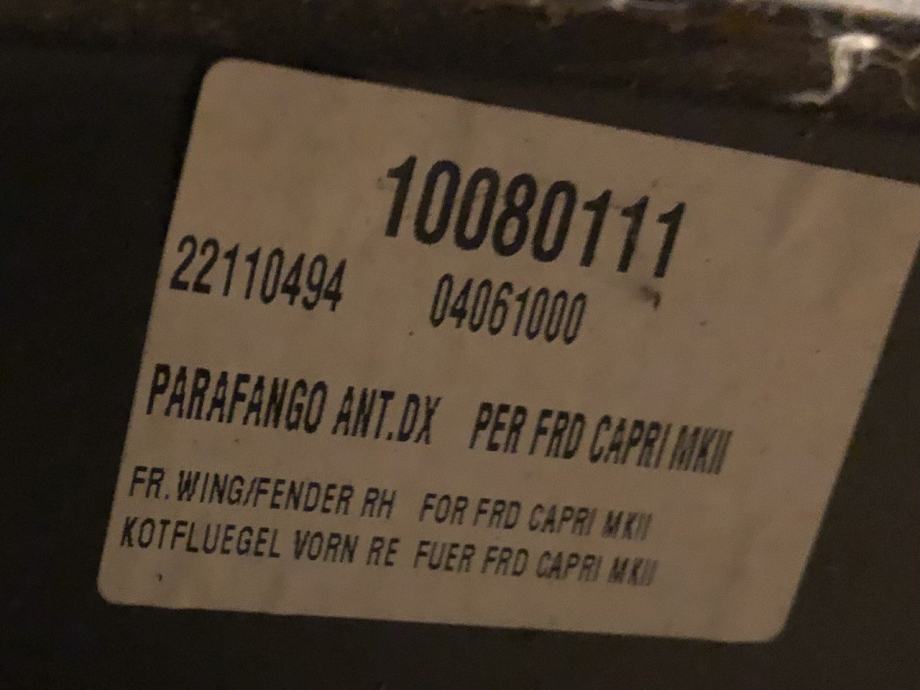 10080111
22110494 04061000
PARAFANGO ANT.DX PER FRD CAPRI MKII
FR.WING/FENDER RH FOR FRD CAPRI MKII
KOTFLUEGEL VORN RE FUER FRD CAPRI MKII